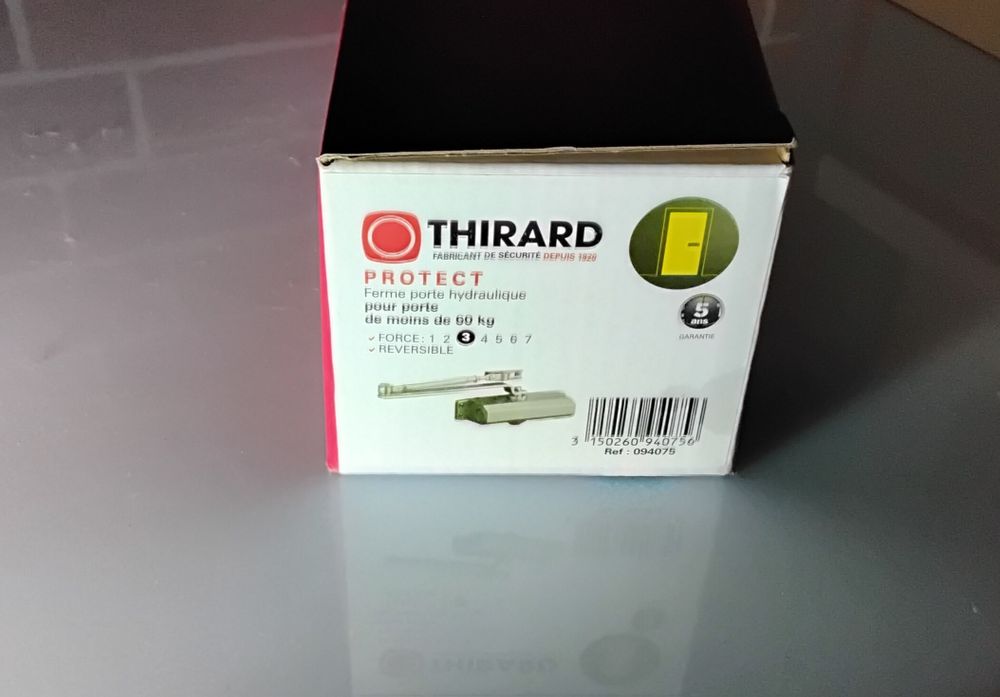 THIRARD
FABRICANT DE SÉCURITÉ DEPUIS 1920
PROTECT
Ferme porte hydraulique
pour porte
de moins de 60 kg
FORCE: 1 2 3 4 5 6 7
REVERSIBLE
5
ans
GARANTIE
3 150260 940756
Ref : 094075